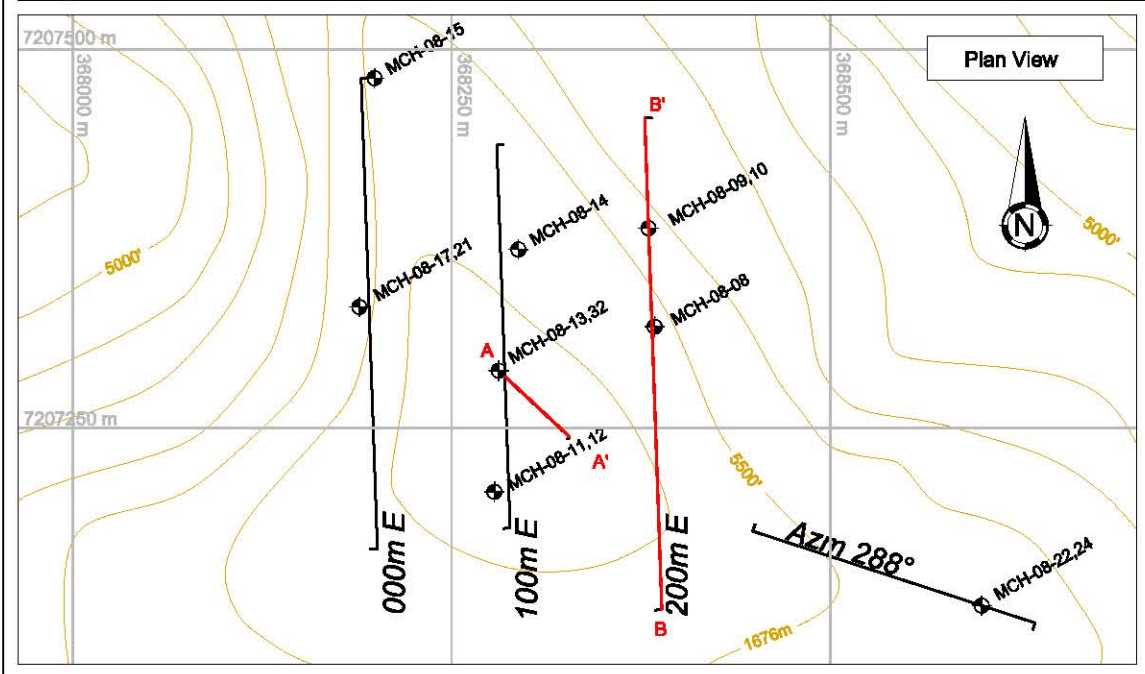 7207500 m
368000 m
MCH-08-15
368250 m
368500 m
Plan View
B'
MCH-08-09,10
N
MCH-08-14
5000'
5000'
MCH-08-17,21
MCH-08-08
MCH-08-13,32
A
7207250 m
A'
MCH-08-11,12
5500'
000m E
100m E
200m E
Azm 288°
MCH-08-22,24
B
1676m